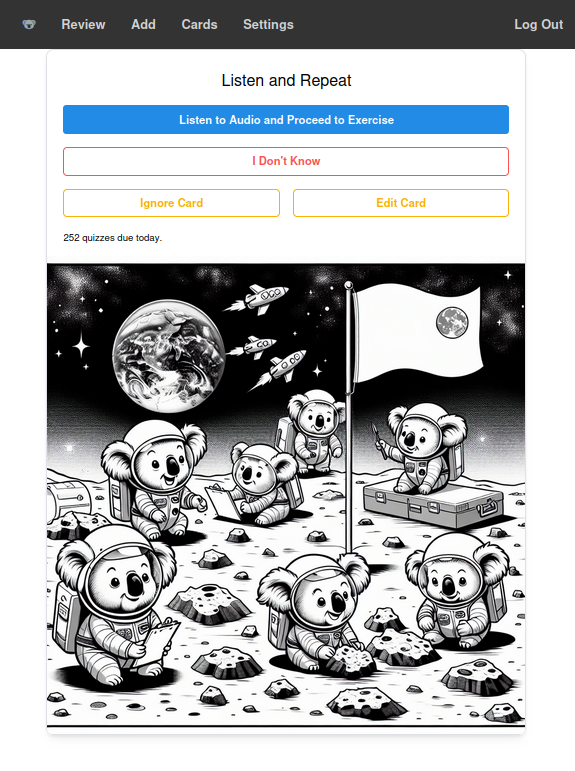 Review Add Cards Settings Log Out
Listen and Repeat
Listen to Audio and Proceed to Exercise
I Don't Know
Ignore Card Edit Card
252 quizzes due today.